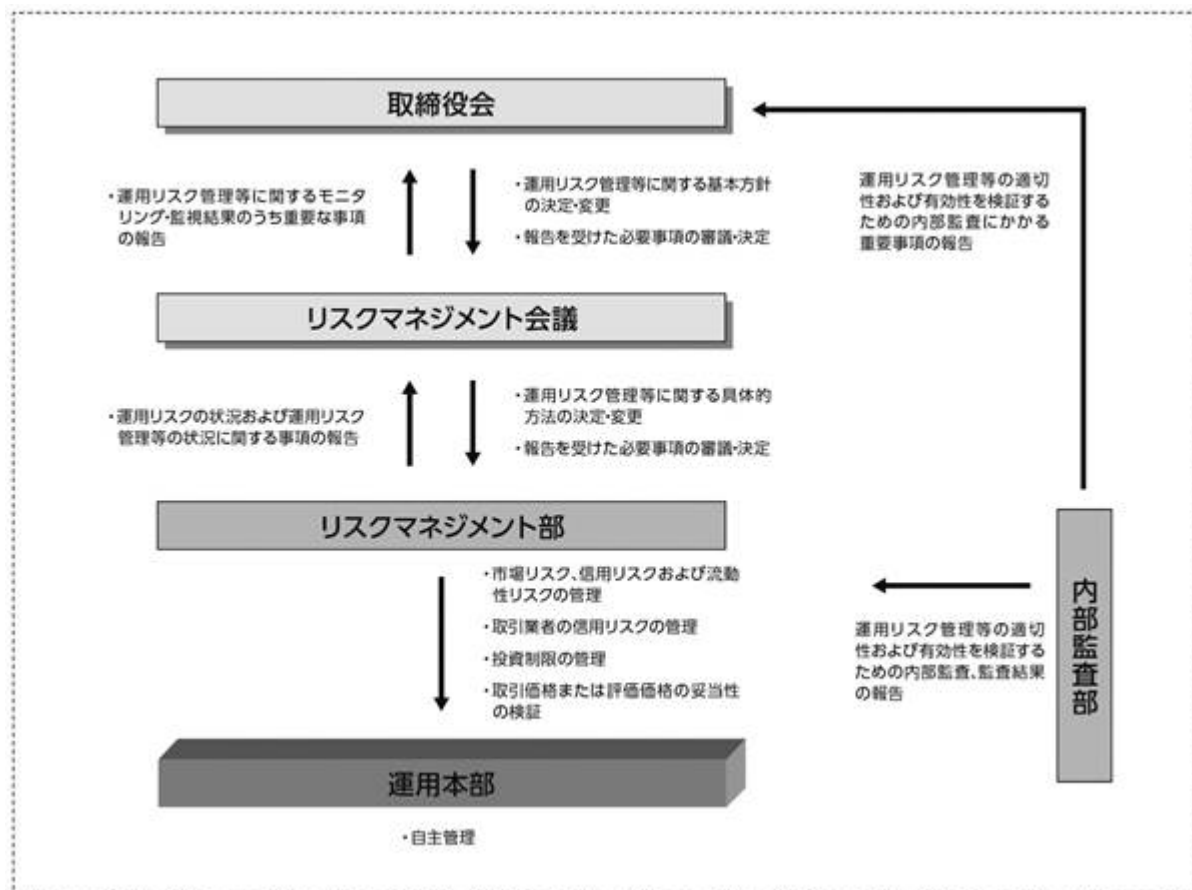 取締役会
・運用リスク管理等に関するモニタ
リング・監視結果のうち重要な事項
の報告
・運用リスク管理等に関する基本方針
の決定・変更
・報告を受けた必要事項の審議・決定
運用リスク管理等の適切
性および有効性を検証する
ための内部監査にかかる
重要事項の報告
リスクマネジメント会議
・運用リスクの状況および運用リスク
管理等の状況に関する事項の報告
・運用リスク管理等に関する具体的
方法の決定・変更
・報告を受けた必要事項の審議・決定
リスクマネジメント部
・市場リスク、信用リスクおよび流動
性リスクの管理
・取引業者の信用リスクの管理
・投資制限の管理
・取引価格または評価価格の妥当性
の検証
運用リスク管理等の適切
性および有効性を検証する
ための内部監査、監査結果
の報告
内部監査部
運用本部
・自主管理